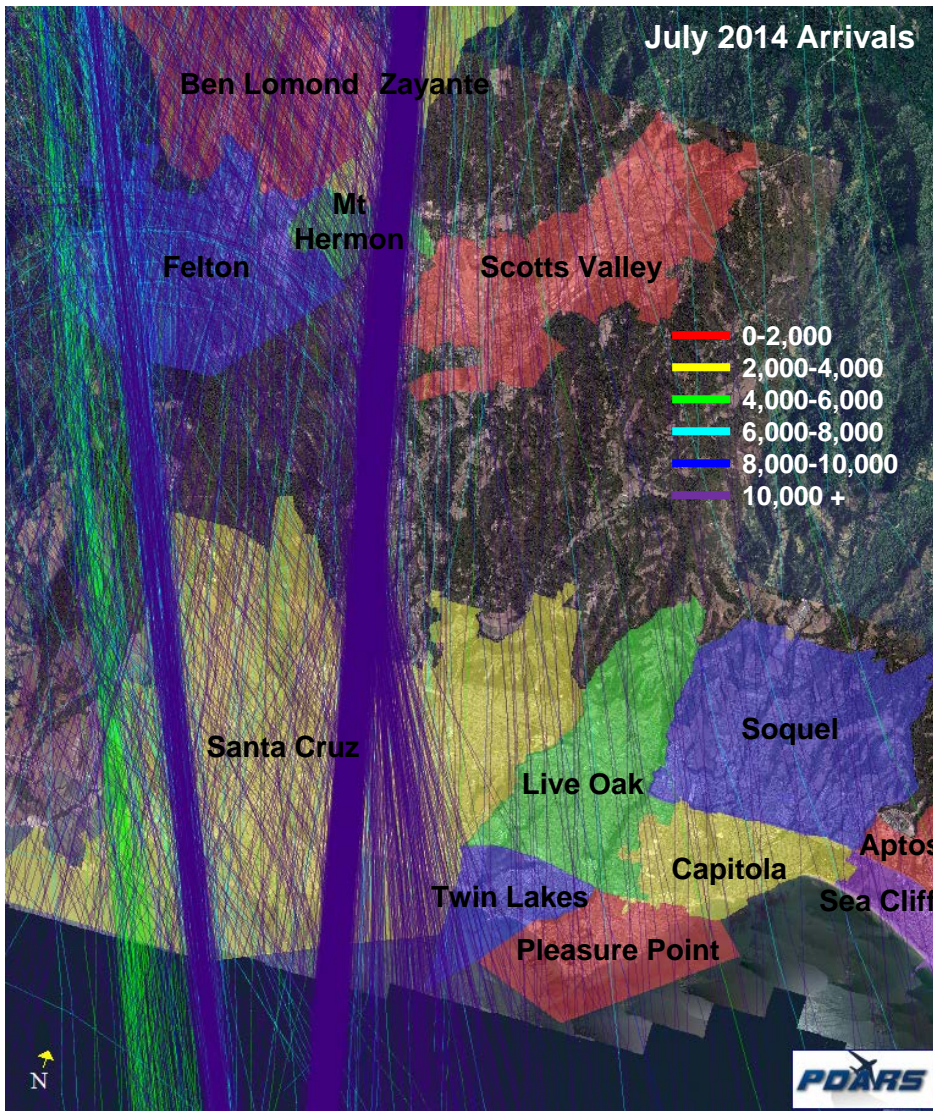 July 2014 Arrivals
Ben Lomond Zayante
Mt
Hermon
Felton
Scotts Valley
0-2,000
2,000-4,000
4,000-6,000
6,000-8,000
8,000-10,000
10,000 +
Santa Cruz
Soquel
Live Oak
Aptos
Capitola
Twin Lakes
Sea Cliff
Pleasure Point
N
PDARS